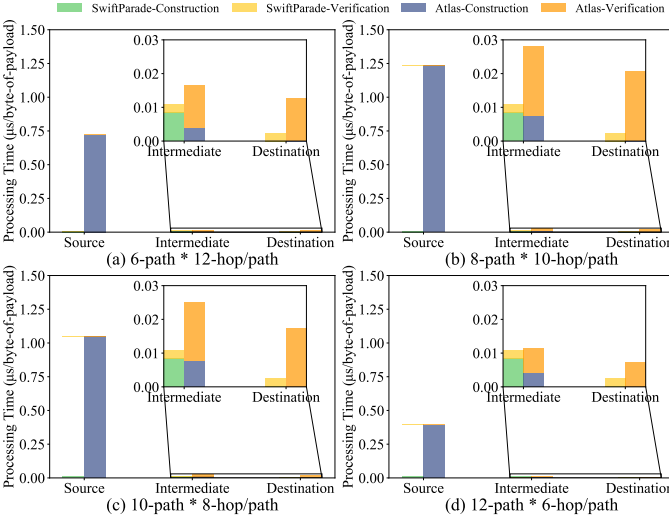 SwiftParade-Construction SwiftParade-Verification Atlas-Construction Atlas-Verification
Processing Time (μs/byte-of-payload)
1.50
1.25
1.00
0.75
0.50
0.25
0.00
0.03
0.02
0.01
0.00
Intermediate Destination
Source Intermediate Destination
(a) 6-path * 12-hop/path
Processing Time (μs/byte-of-payload)
1.50
1.25
1.00
0.75
0.50
0.25
0.00
0.03
0.02
0.01
0.00
Intermediate Destination
Source Intermediate Destination
(b) 8-path * 10-hop/path
Processing Time (μs/byte-of-payload)
1.50
1.25
1.00
0.75
0.50
0.25
0.00
0.03
0.02
0.01
0.00
Intermediate Destination
Source Intermediate Destination
(c) 10-path * 8-hop/path
Processing Time (μs/byte-of-payload)
1.50
1.25
1.00
0.75
0.50
0.25
0.00
0.03
0.02
0.01
0.00
Intermediate Destination
Source Intermediate Destination
(d) 12-path * 6-hop/path